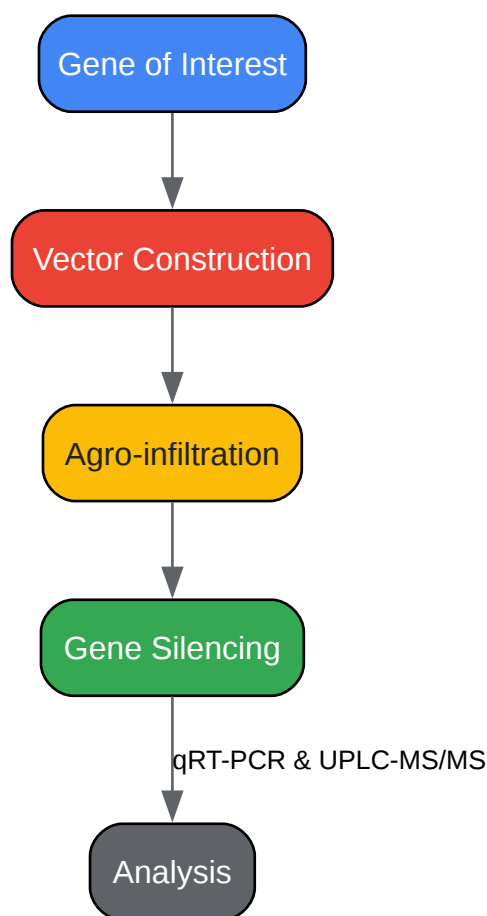 Gene of Interest
Vector Construction
Agro-infiltration
Gene Silencing
qRT-PCR & UPLC-MS/MS
Analysis